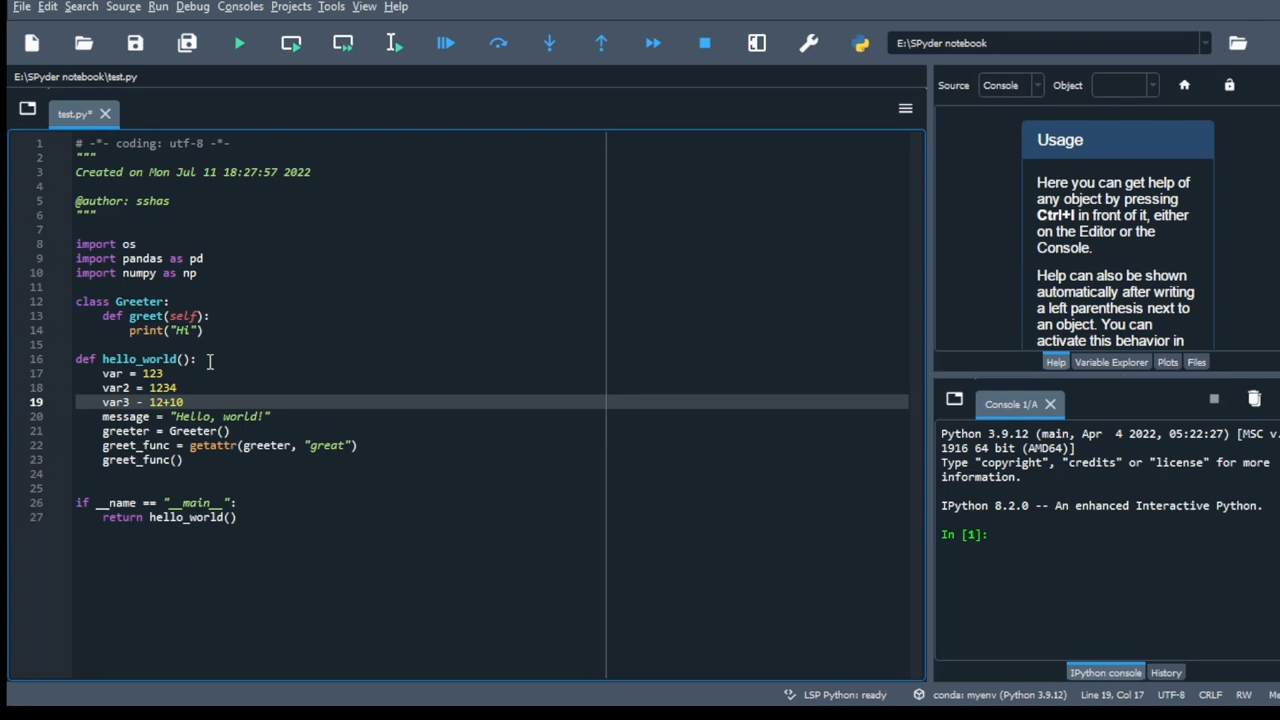 File Edit Search Source Run Debug Consoles Projects Tools View Help
E:\SPyder notebook
E:\SPyder notebook\test.py
test.py*
1 # -*- coding: utf-8 -*-
2 """
3 Created on Mon Jul 11 18:27:57 2022
4
5 @author: sshas
6 """
7
8 import os
9 import pandas as pd
10 import numpy as np
11
12 class Greeter:
13 def greet(self):
14 print("Hi")
15
16 def hello_world():
17 var = 123
18 var2 = 1234
19 var3 - 12+10
20 message = "Hello, world!"
21 greeter = Greeter()
22 greet_func = getattr(greeter, "great")
23 greet_func()
24
25
26 if __name == "__main__":
27 return hello_world()
Source Console Object
Usage
Here you can get help of
any object by pressing
Ctrl+I in front of it, either
on the Editor or the
Console.
Help can also be shown
automatically after writing
a left parenthesis next to
an object. You can
activate this behavior in
Help Variable Explorer Plots Files
Console 1/A
Python 3.9.12 (main, Apr  4 2022, 05:22:27) [MSC v.
1916 64 bit (AMD64)]
Type "copyright", "credits" or "license" for more
information.
IPython 8.2.0 -- An enhanced Interactive Python.
In [1]:
IPython console History
LSP Python: ready conda: myenv (Python 3.9.12) Line 19, Col 17 UTF-8 CRLF RW Me